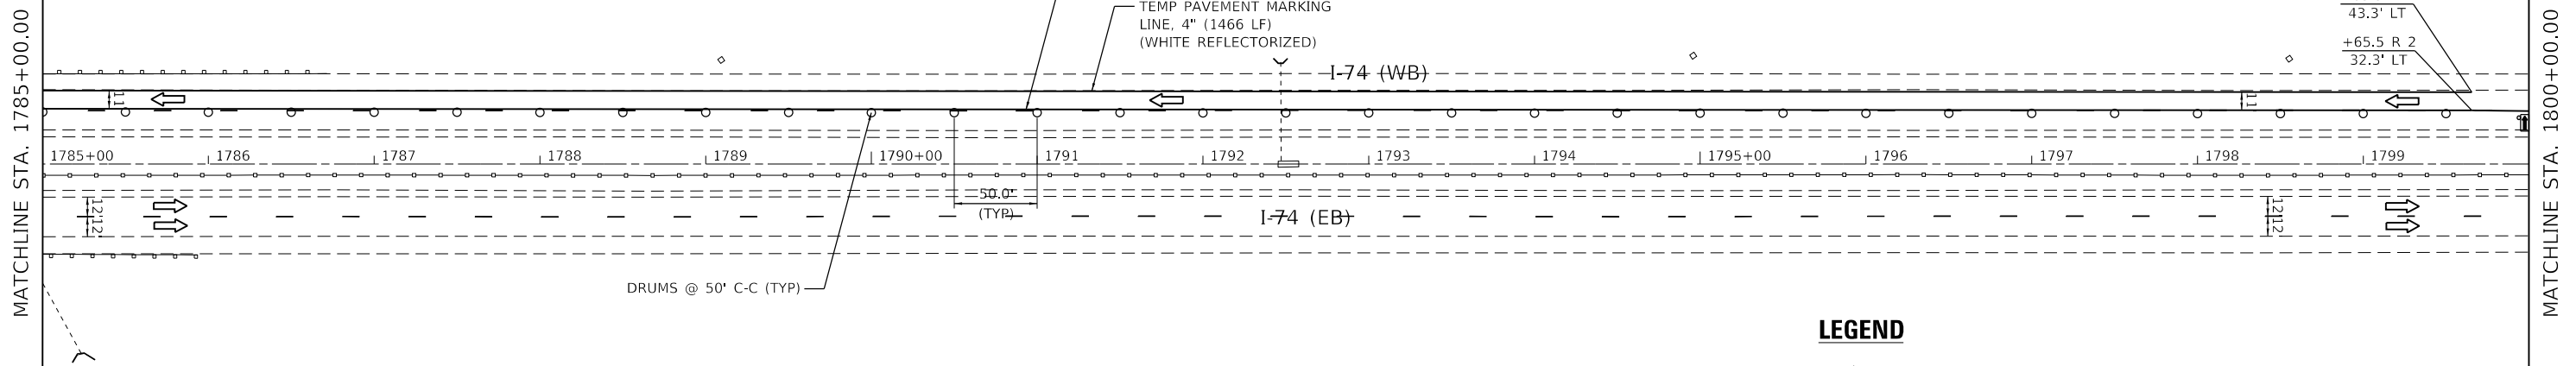 MATCHLINE STA. 1785+00.00
TEMP PAVEMENT MARKING
LINE, 4" (1466 LF)
(WHITE REFLECTORIZED)
43.3' LT
+65.5 R 2
32.3' LT
I-74 (WB)
11
11
1785+00 1786 1787 1788 1789 1790+00 1791 1792 1793 1794 1795+00 1796 1797 1798 1799
50.0'
(TYP)
12'12'
I-74 (EB)
12'12'
DRUMS @ 50' C-C (TYP)
LEGEND
MATCHLINE STA. 1800+00.00